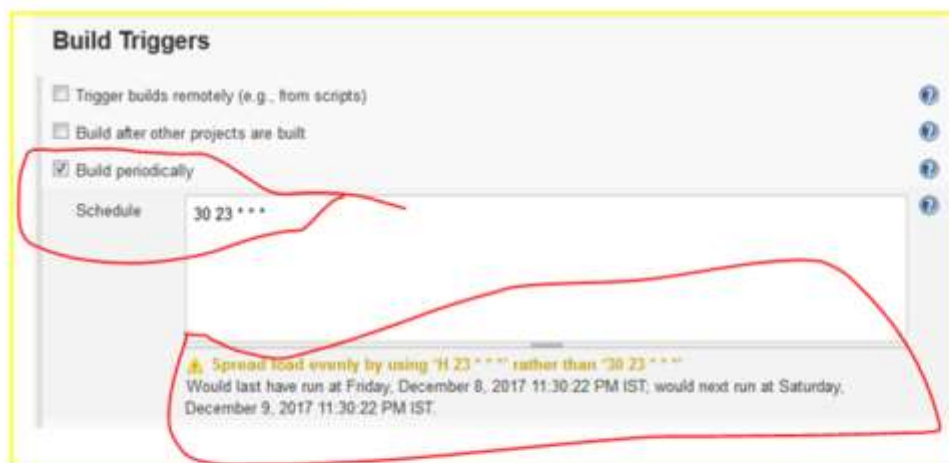 Build Triggers
Trigger builds remotely (e.g., from scripts)
Build after other projects are built
Build periodically
Schedule 30 23 * * *
Spread load evenly by using "H 23 * * *" rather than "30 23 * * *"
Would last have run at Friday, December 8, 2017 11:30:22 PM IST; would next run at Saturday,
December 9, 2017 11:30:22 PM IST.